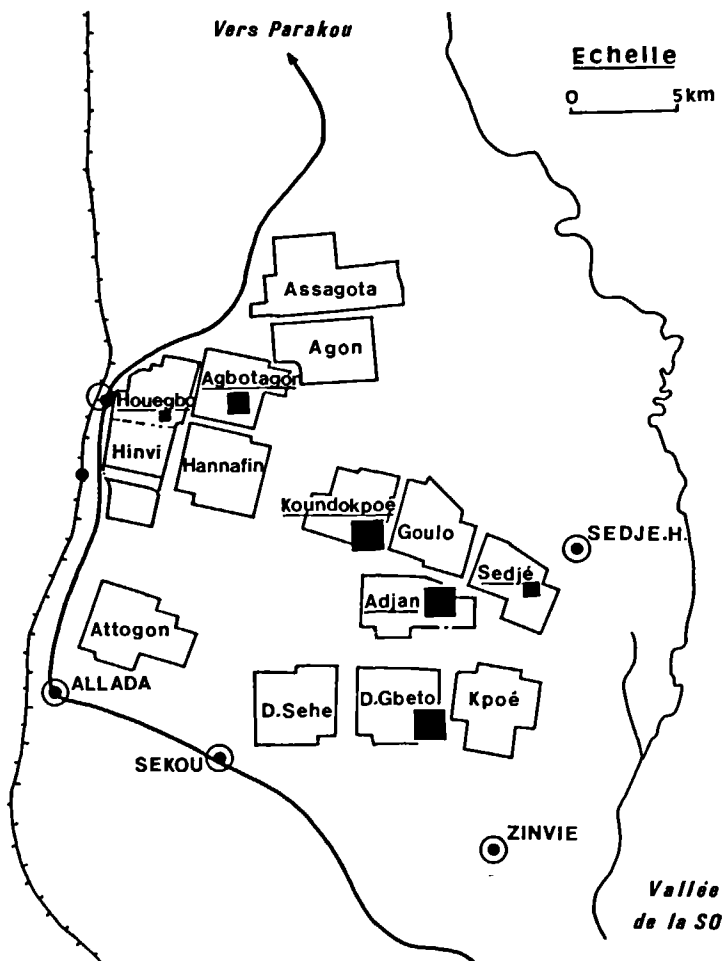 Vers Parakou
Echelle
0 5km
Assagota
Agon
Agbotagon
Houegbo
Hinvi
Hannafin
Koundokpoé
Goulo
SEDJE.H.
Sedjé
Adjan
Attogon
ALLADA
D.Sehe
D.Gbeto
Kpoé
SEKOU
ZINVIE
Vallée
de la SO